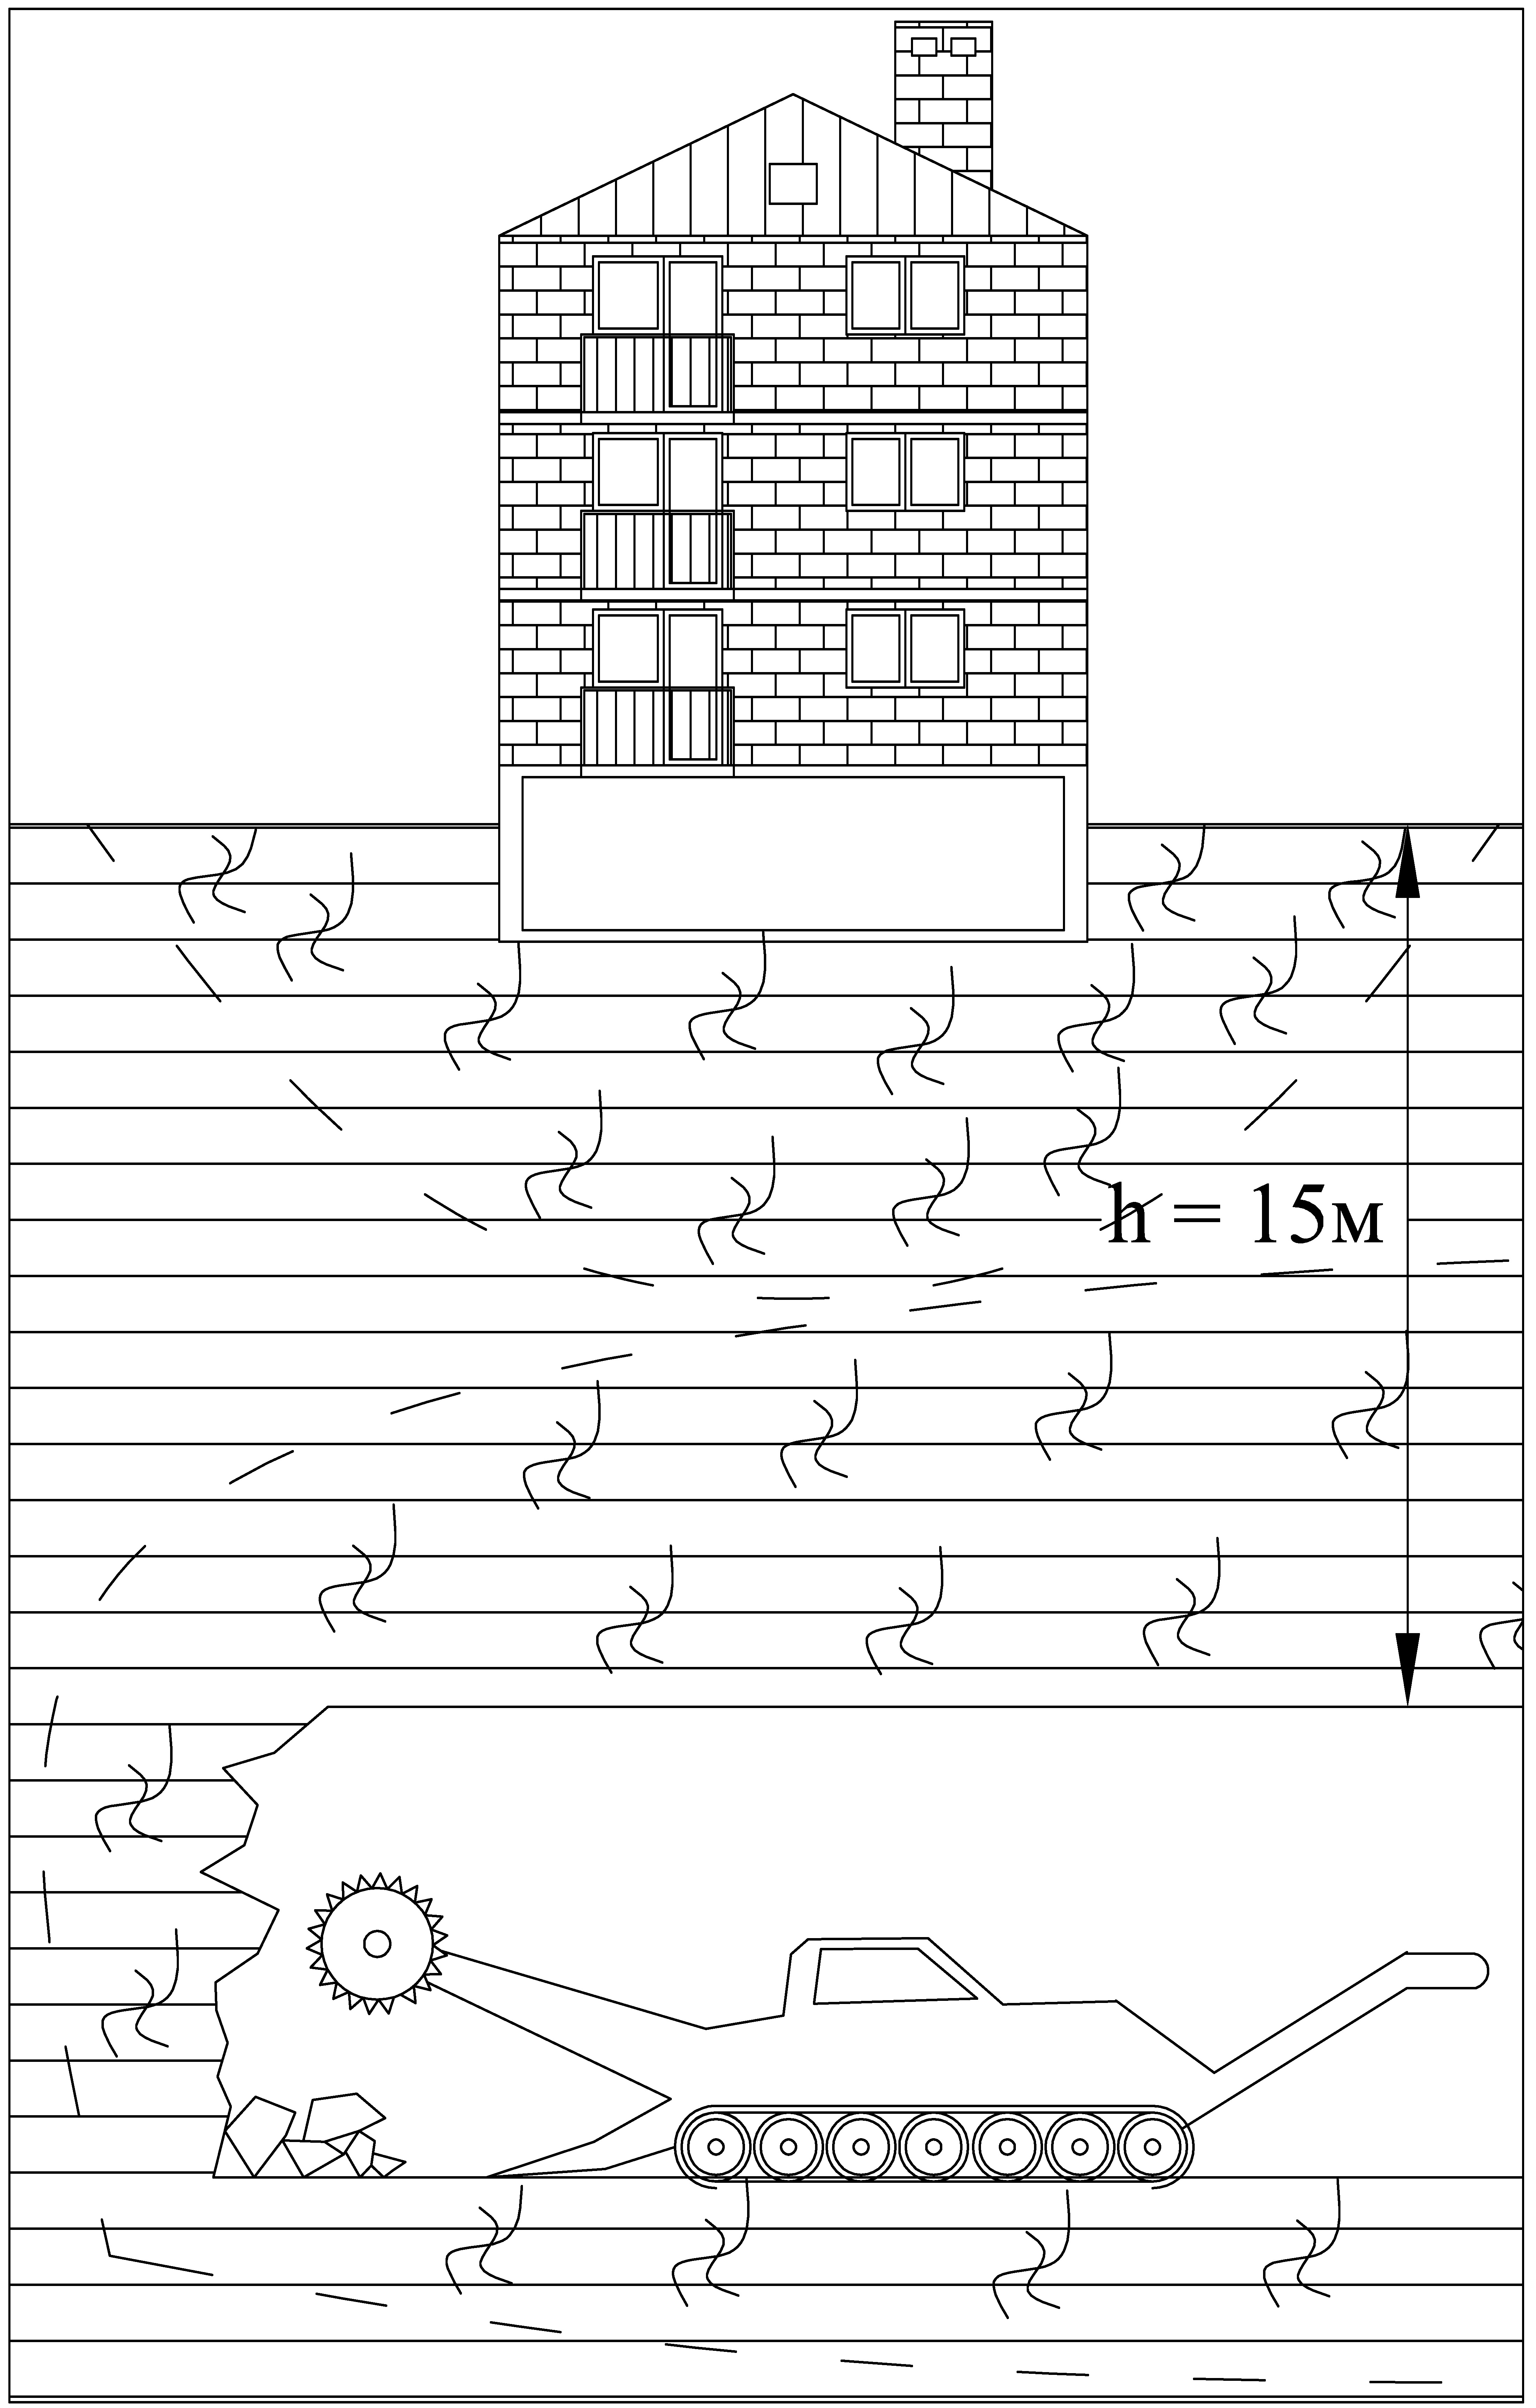 h = 15м